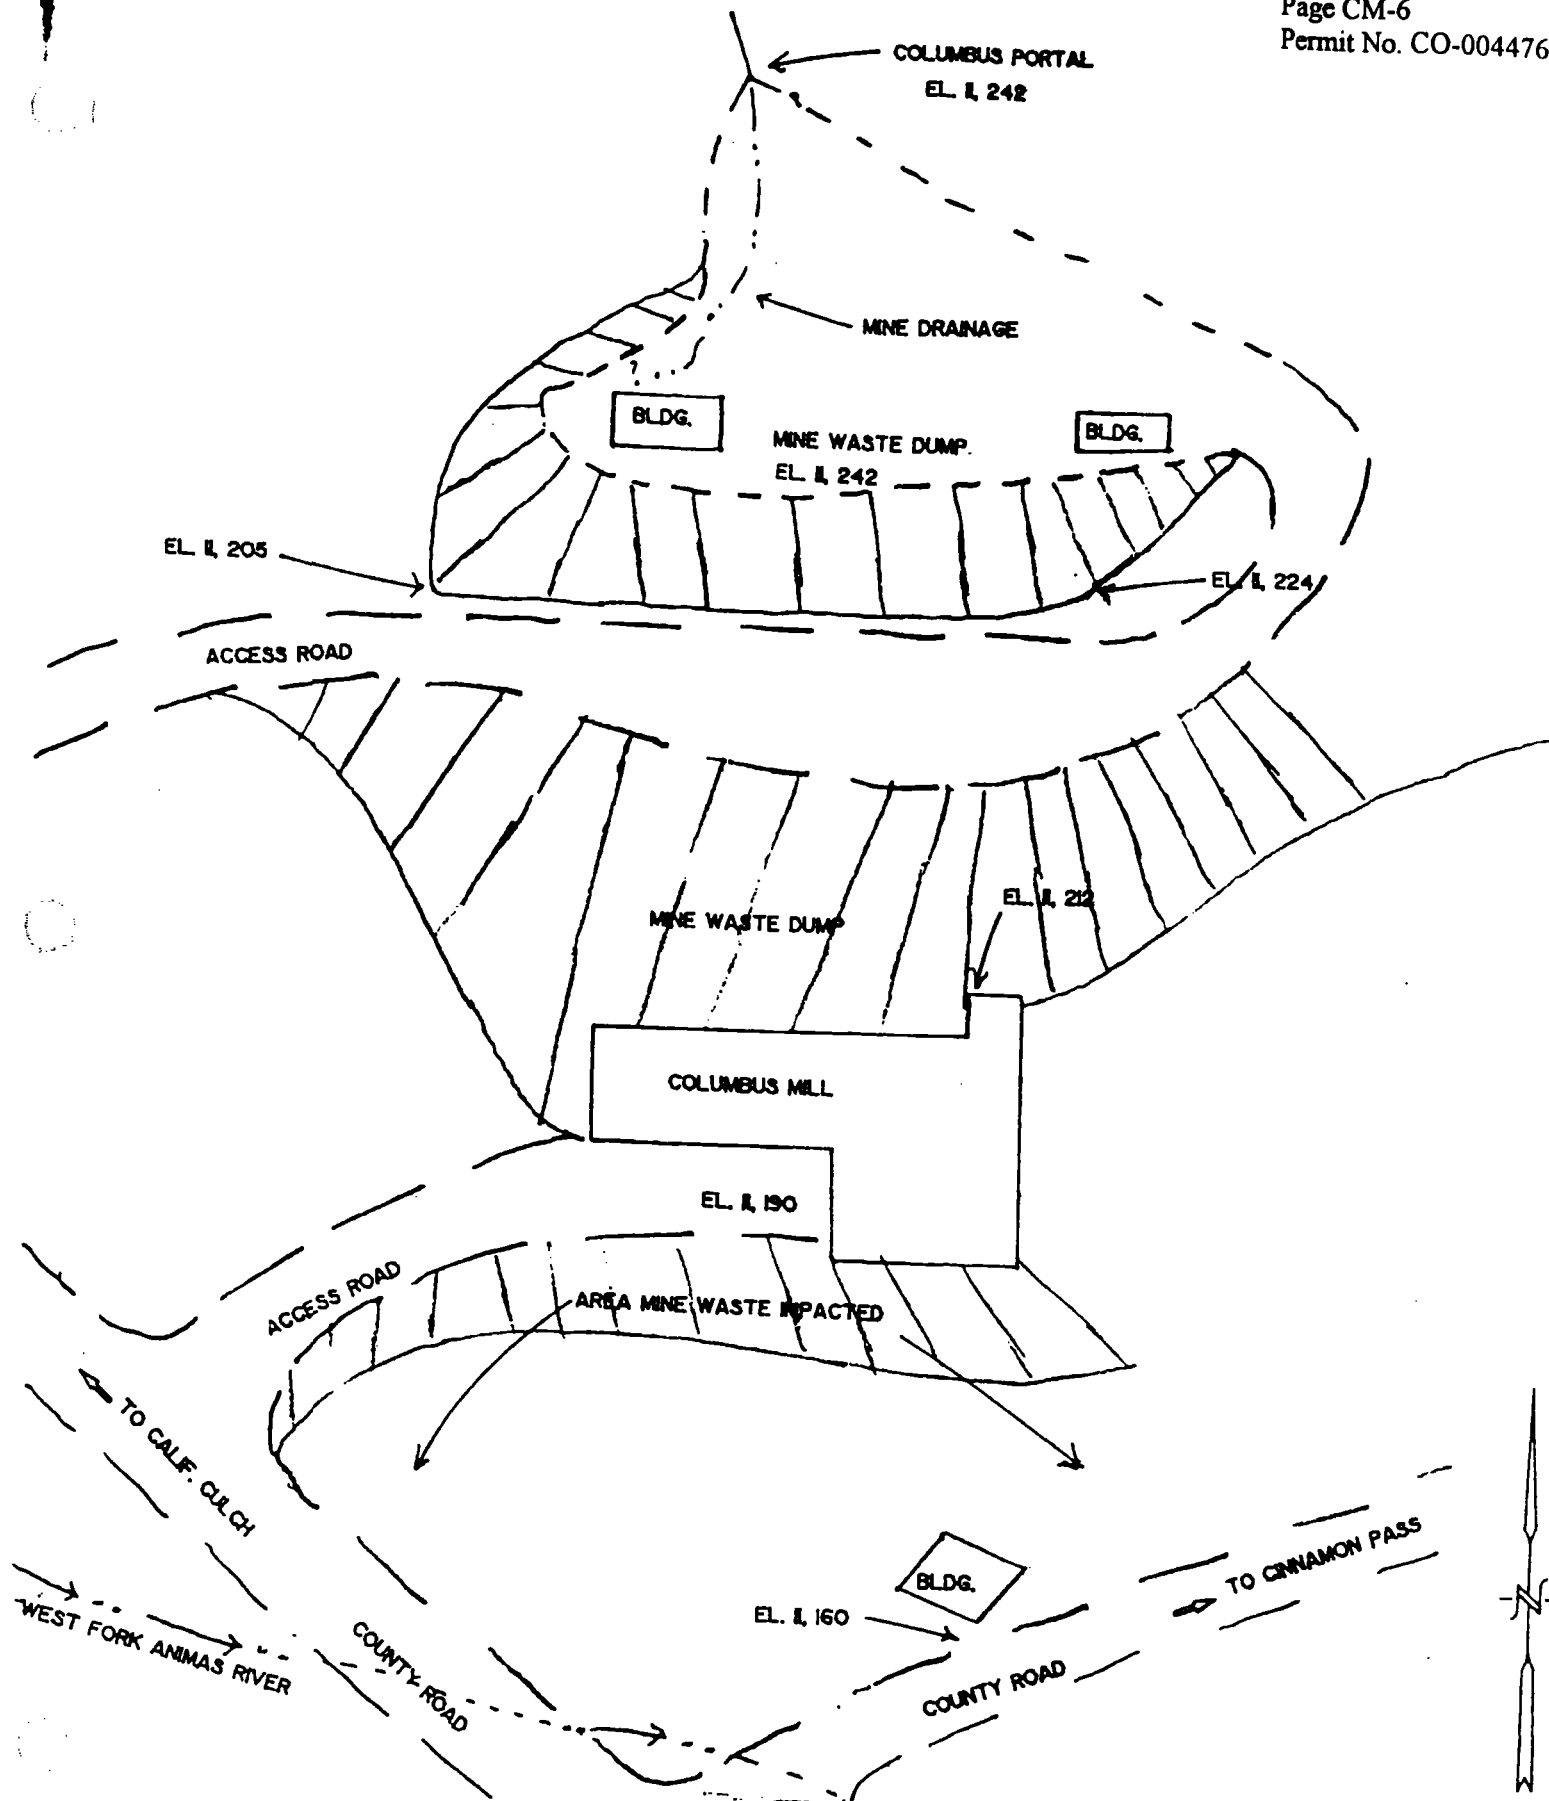 Page CM-6
Permit No. CO-004476
COLUMBUS PORTAL
EL. 11, 242
MINE DRAINAGE
BLDG.
MINE WASTE DUMP.
EL. 11, 242
BLDG.
EL. 11, 205
EL. 11, 224
ACCESS ROAD
EL. 11, 212
MINE WASTE DUMP
COLUMBUS MILL
EL. 11, 190
ACCESS ROAD
AREA MINE WASTE IMPACTED
TO CALIF. GULCH
TO CINNAMON PASS
BLDG.
EL. 11, 160
WEST FORK ANIMAS RIVER
COUNTY ROAD
COUNTY ROAD
N